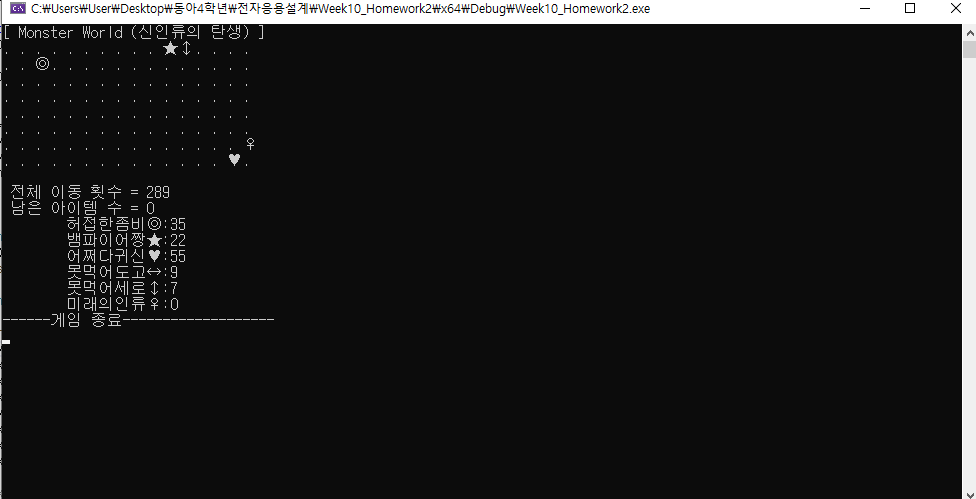 C:\Users\User\Desktop\동아4학년\전자응용설계\Week10_Homework2\x64\Debug\Week10_Homework2.exe
[ Monster World (신인류의 탄생) ]
. . . . . . . . . . ★↕. . . .
. . ◎. . . . . . . . . . . . .
. . . . . . . . . . . . . . . .
. . . . . . . . . . . . . . . .
. . . . . . . . . . . . . . . .
. . . . . . . . . . . . . . . .
. . . . . . . . . . . . . . . ♀
. . . . . . . . . . . . . . ♥.
전체 이동 횟수 = 289
남은 아이템 수 = 0
허접한좀비◎:35
뱀파이어짱★:22
어쩌다귀신♥:55
못먹어도고↔:9
못먹어세로↕:7
미래의인류♀:0
------게임 종료-------------------